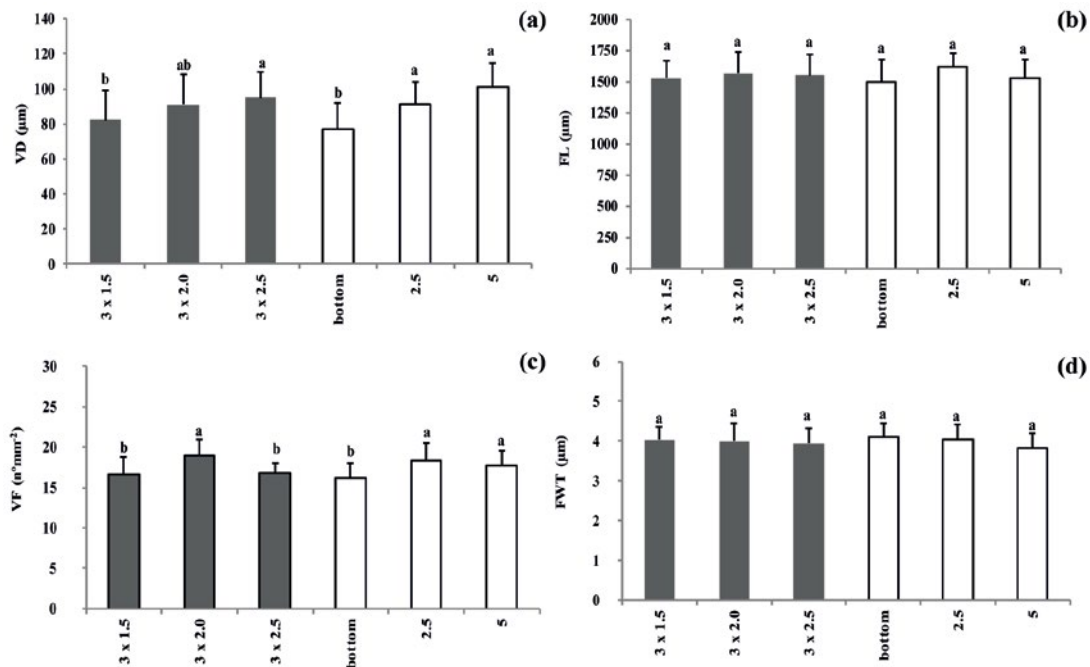 (a)
VD (µm)
140
120
100
80
60
40
20
0
b
ab
a
b
a
a
3 x 1.5
3 x 2.0
3 x 2.5
bottom
2.5
5
(b)
FL (µm)
2000
1750
1500
1250
1000
750
500
250
0
a
a
a
a
a
a
3 x 1.5
3 x 2.0
3 x 2.5
bottom
2.5
5
(c)
VF (n°mm⁻²)
30
25
20
15
10
5
0
b
a
b
b
a
a
3 x 1.5
3 x 2.0
3 x 2.5
bottom
2.5
5
(d)
FWT (µm)
6
5
4
3
2
1
0
a
a
a
a
a
a
3 x 1.5
3 x 2.0
3 x 2.5
bottom
2.5
5